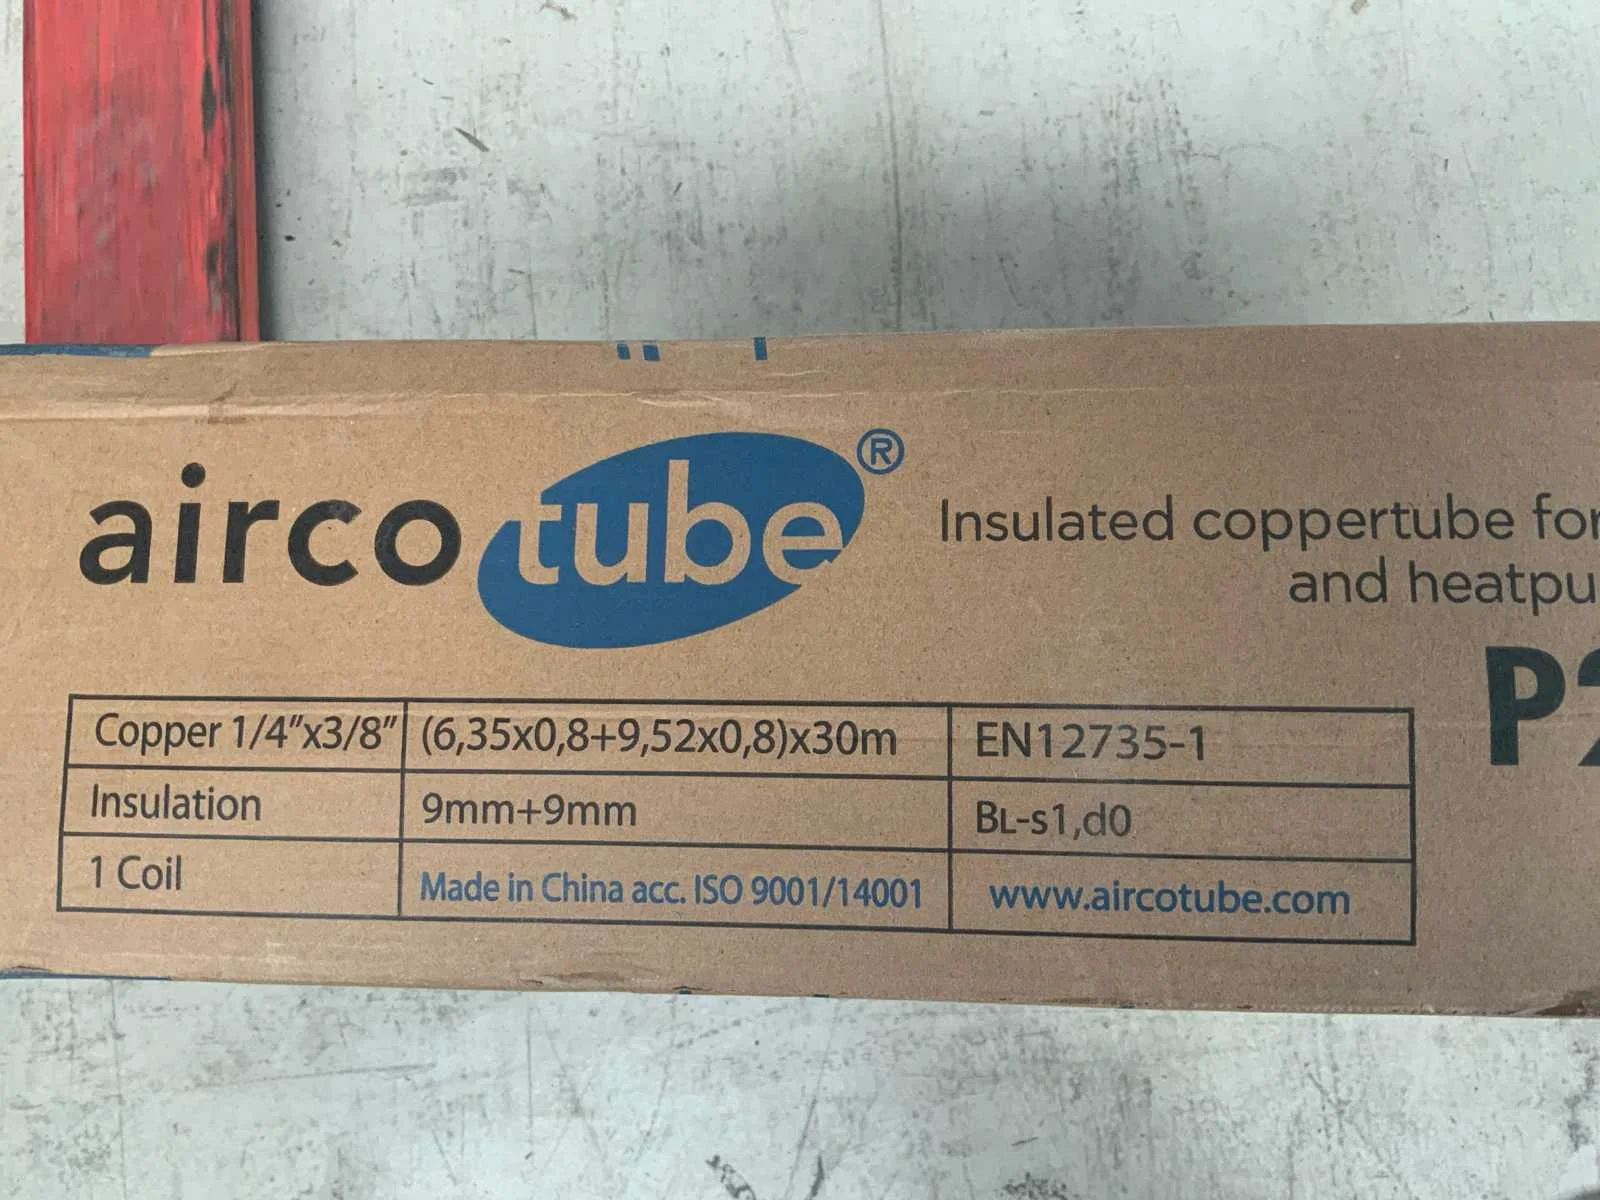 airco tube®
Insulated coppertube for
and heatpu
P2
Copper 1/4"x3/8" (6,35x0,8+9,52x0,8)x30m EN12735-1
Insulation 9mm+9mm BL-s1,d0
1 Coil Made in China acc. ISO 9001/14001 www.aircotube.com